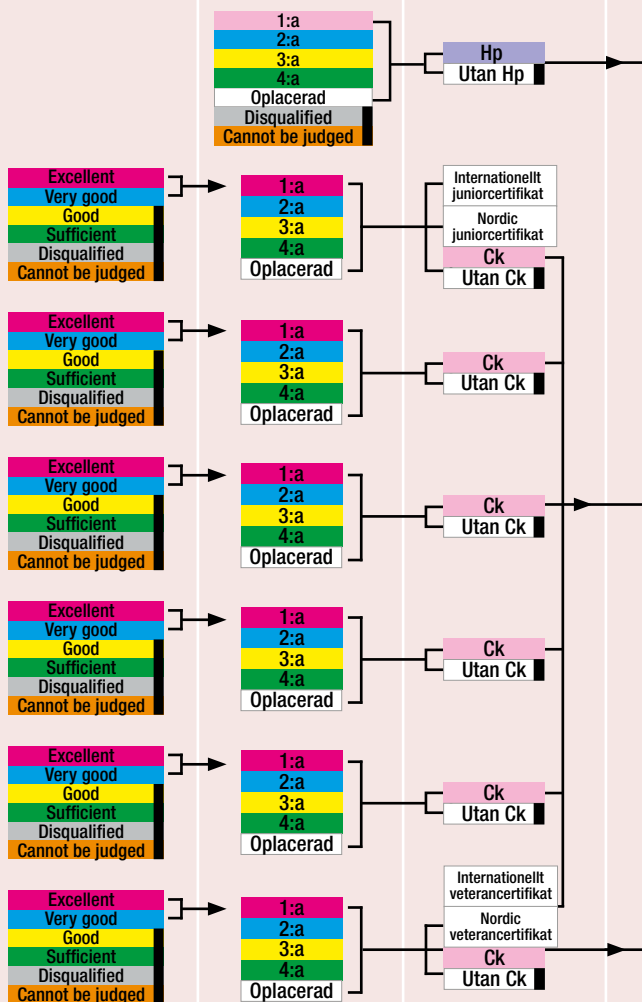 1:a
2:a
3:a
4:a
Oplacerad
Disqualified
Cannot be judged
Hp
Utan Hp
Excellent
Very good
Good
Sufficient
Disqualified
Cannot be judged
1:a
2:a
3:a
4:a
Oplacerad
Internationellt
juniorcertifikat
Nordic
juniorcertifikat
Ck
Utan Ck
Excellent
Very good
Good
Sufficient
Disqualified
Cannot be judged
1:a
2:a
3:a
4:a
Oplacerad
Ck
Utan Ck
Excellent
Very good
Good
Sufficient
Disqualified
Cannot be judged
1:a
2:a
3:a
4:a
Oplacerad
Ck
Utan Ck
Excellent
Very good
Good
Sufficient
Disqualified
Cannot be judged
1:a
2:a
3:a
4:a
Oplacerad
Ck
Utan Ck
Excellent
Very good
Good
Sufficient
Disqualified
Cannot be judged
1:a
2:a
3:a
4:a
Oplacerad
Ck
Utan Ck
Excellent
Very good
Good
Sufficient
Disqualified
Cannot be judged
1:a
2:a
3:a
4:a
Oplacerad
Internationellt
veterancertifikat
Nordic
veterancertifikat
Ck
Utan Ck